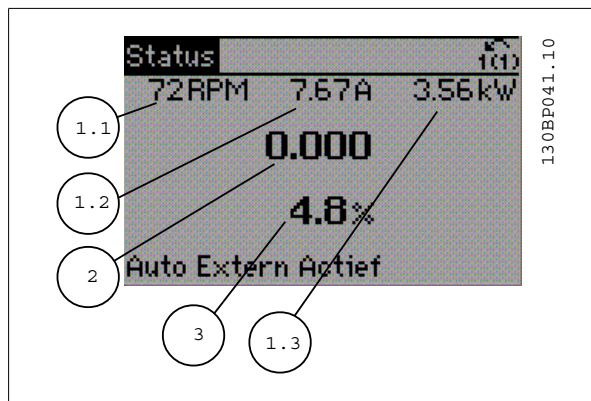 Status
1(1)
72RPM 7.67A 3.56kW
0.000
4.8%
Auto Extern Actief
1.1
1.2
2
3
1.3
130BP041.10